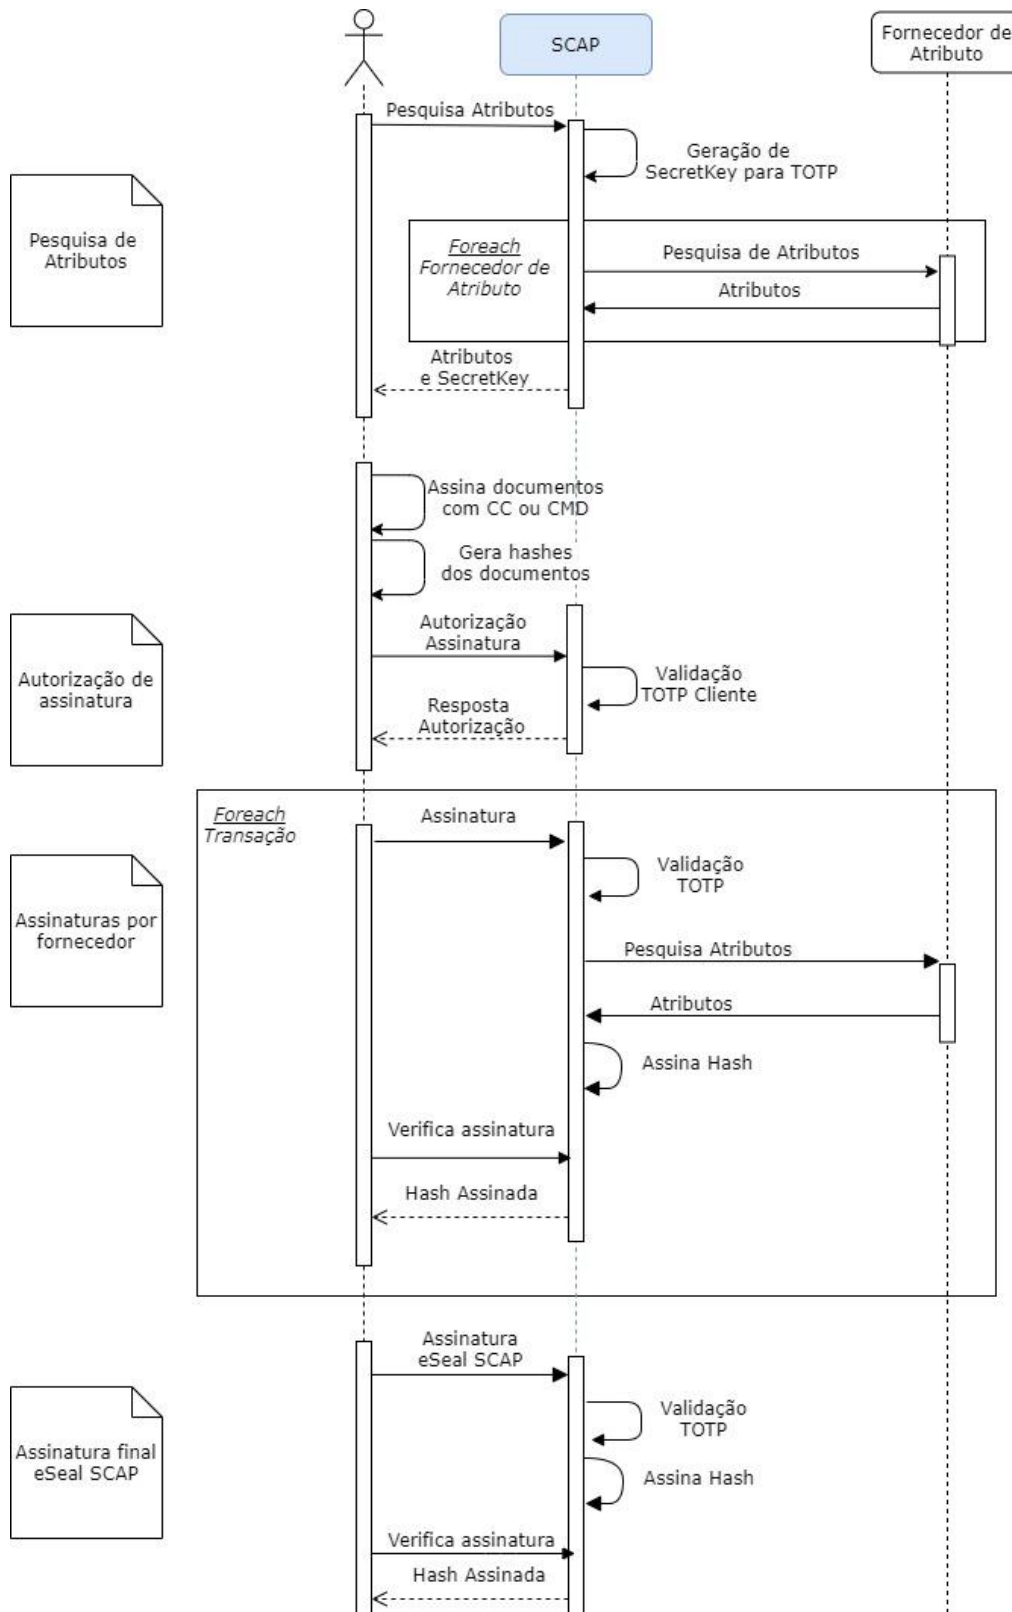 SCAP
Fornecedor de
Atributo
Pesquisa Atributos
Geração de
SecretKey para TOTP
Pesquisa de
Atributos
Foreach
Fornecedor de
Atributo
Pesquisa de Atributos
Atributos
Atributos
e SecretKey
Assina documentos
com CC ou CMD
Gera hashes
dos documentos
Autorização de
assinatura
Autorização
Assinatura
Validação
TOTP Cliente
Resposta
Autorização
Foreach
Transação
Assinatura
Validação
TOTP
Assinaturas por
fornecedor
Pesquisa Atributos
Atributos
Assina Hash
Verifica assinatura
Hash Assinada
Assinatura
eSeal SCAP
Validação
TOTP
Assinatura final
eSeal SCAP
Assina Hash
Verifica assinatura
Hash Assinada